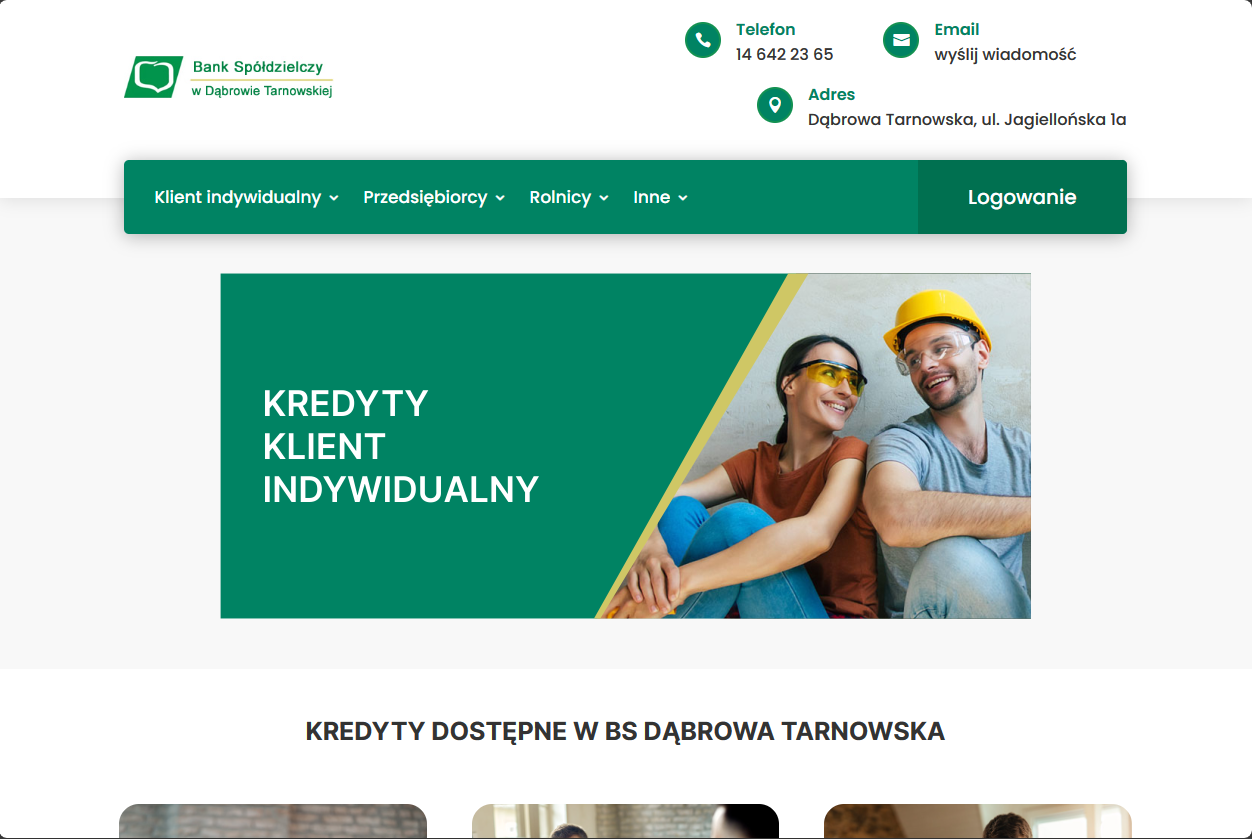 Telefon
14 642 23 65
Email
wyślij wiadomość
Bank Spółdzielczy
w Dąbrowie Tarnowskiej
Adres
Dąbrowa Tarnowska, ul. Jagiellońska 1a
Klient indywidualny
Przedsiębiorcy
Rolnicy
Inne
Logowanie
KREDYTY
KLIENT
INDYWIDUALNY
KREDYTY DOSTĘPNE W BS DĄBROWA TARNOWSKA